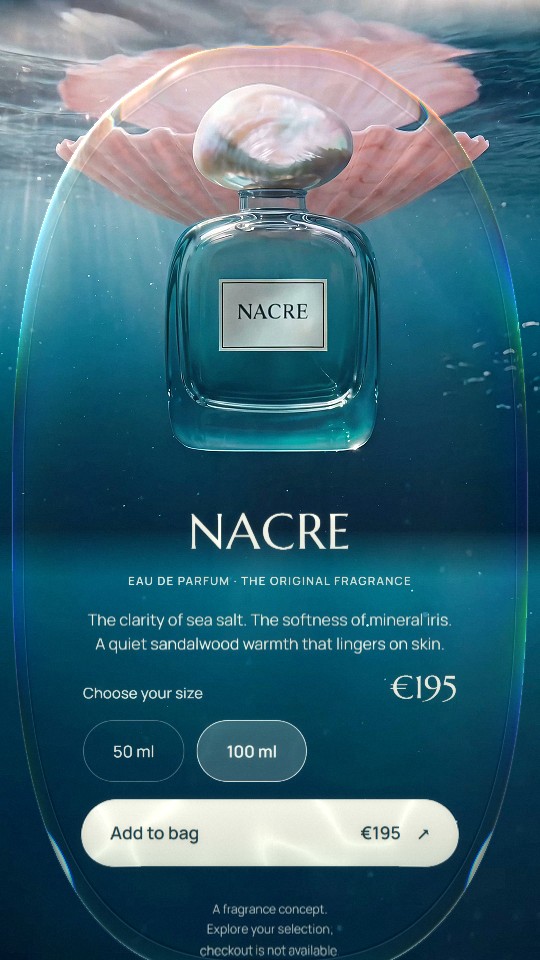 NACRE
NACRE
EAU DE PARFUM · THE ORIGINAL FRAGRANCE
The clarity of sea salt. The softness of mineral iris.
A quiet sandalwood warmth that lingers on skin.
Choose your size
€195
50 ml
100 ml
Add to bag
€195 ↗
A fragrance concept.
Explore your selection;
checkout is not available